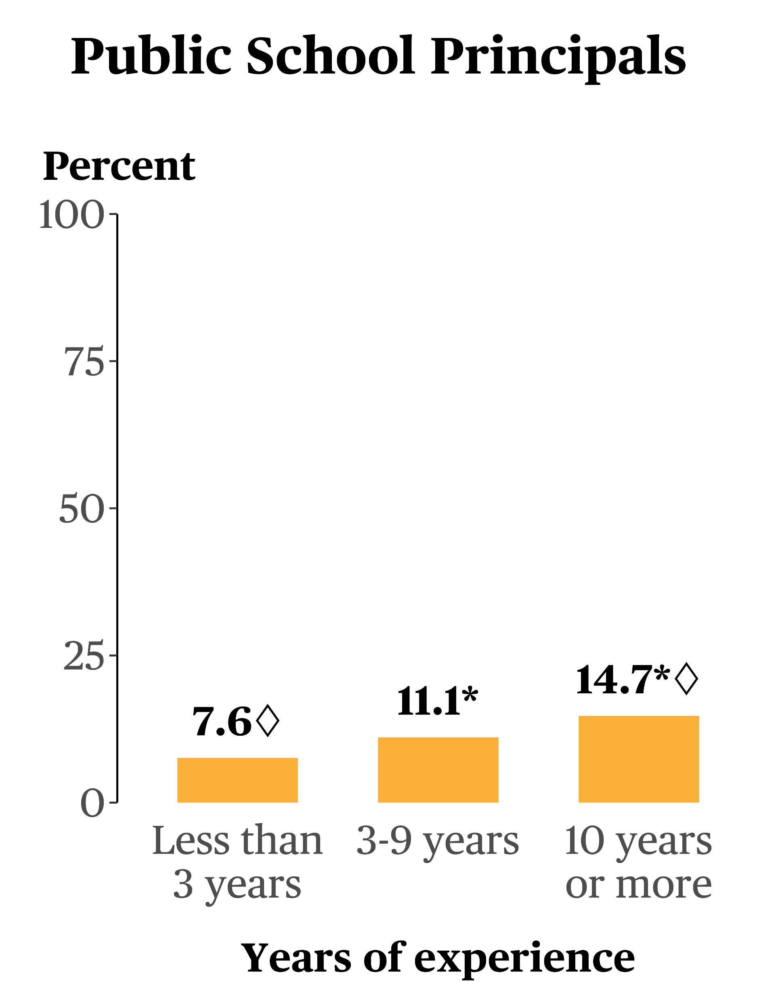 Public School Principals
Percent
100
75
50
25
0
7.6◊
11.1*
14.7*◊
Less than
3 years
3-9 years
10 years
or more
Years of experience